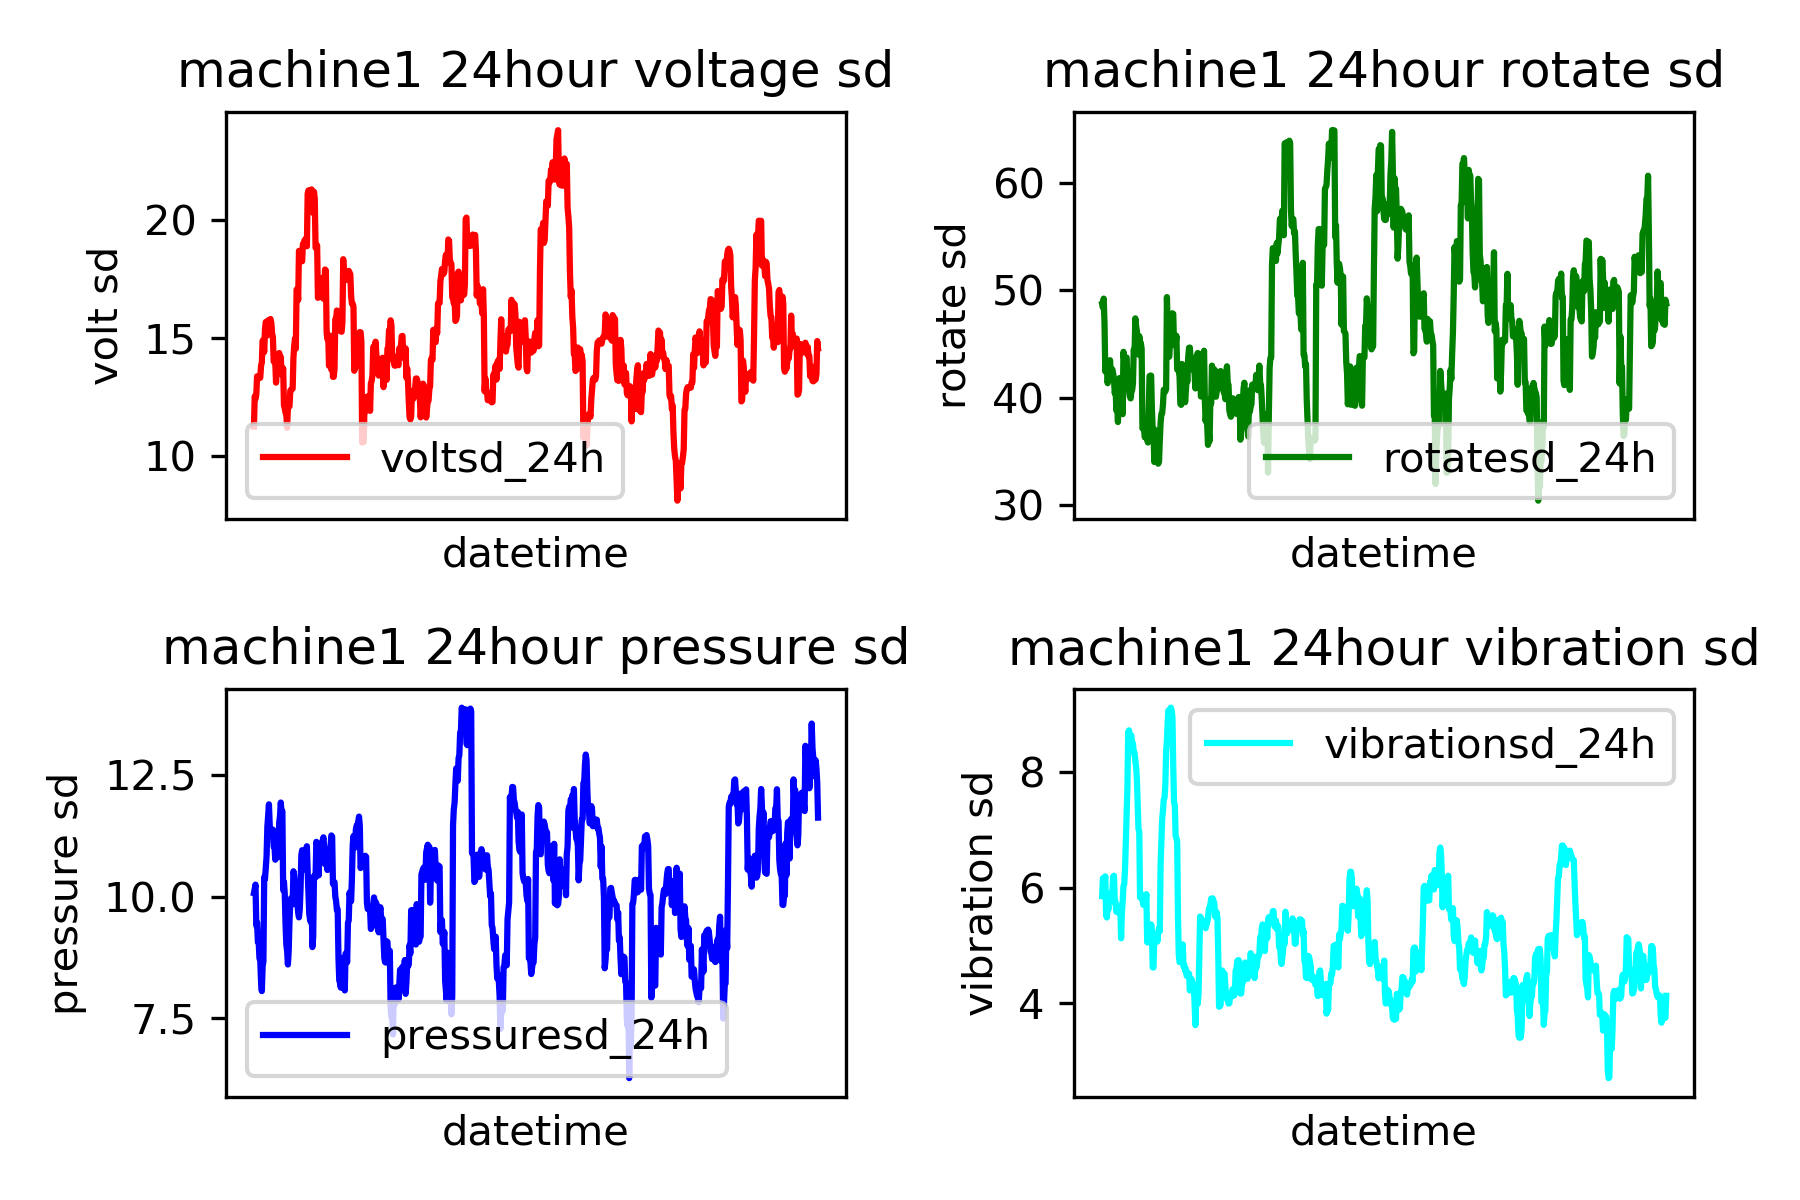 machine1 24hour voltage sd
volt sd
20
15
10
voltsd_24h
datetime
machine1 24hour rotate sd
rotate sd
60
50
40
30
rotatesd_24h
datetime
machine1 24hour pressure sd
pressure sd
12.5
10.0
7.5
pressuresd_24h
datetime
machine1 24hour vibration sd
vibration sd
8
6
4
vibrationsd_24h
datetime